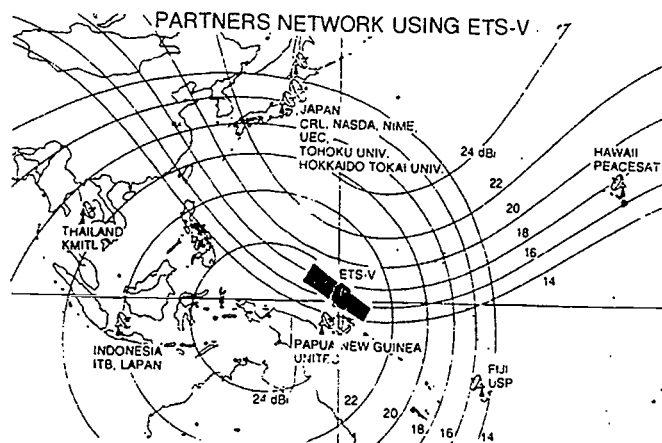 PARTNERS NETWORK USING ETS-V
JAPAN
CRL, NASDA, NIME,
UEC,
TOHOKU UNIV.
HOKKAIDO TOKAI UNIV.
24 dBi
22
20
18
16
14
HAWAII
PEACESAT
THAILAND
KMITL
ETS-V
INDONESIA
ITB, LAPAN
PAPUA NEW GUINEA
UNITEC
FIJI
USP
24 dBi
22
20
18
16
14